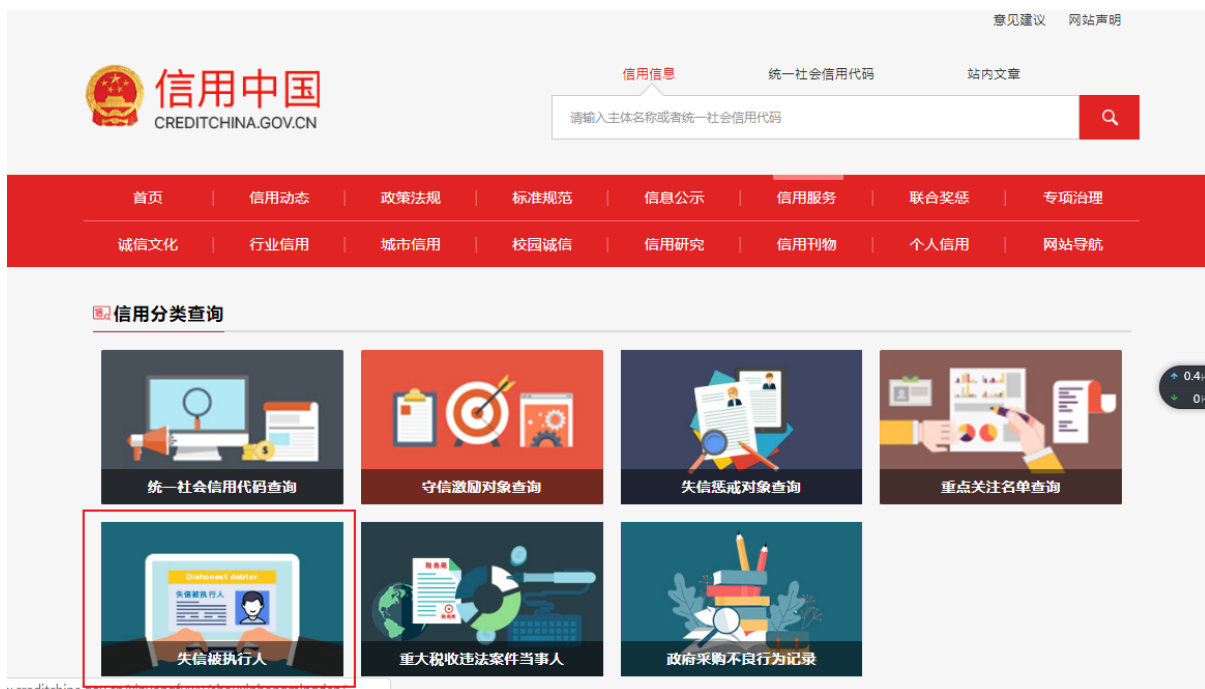 意见建议 网站声明
信用中国
CREDITCHINA.GOV.CN
信用信息 统一社会信用代码 站内文章
请输入主体名称或者统一社会信用代码
首页 信用动态 政策法规 标准规范 信息公示 信用服务 联合奖惩 专项治理
诚信文化 行业信用 城市信用 校园诚信 信用研究 信用刊物 个人信用 网站导航
信用分类查询
统一社会信用代码查询 守信激励对象查询 失信惩戒对象查询 重点关注名单查询
0.4
0
Dishonest debtor
失信被执行人
税务局
失信被执行人 重大税收违法案件当事人 政府采购不良行为记录